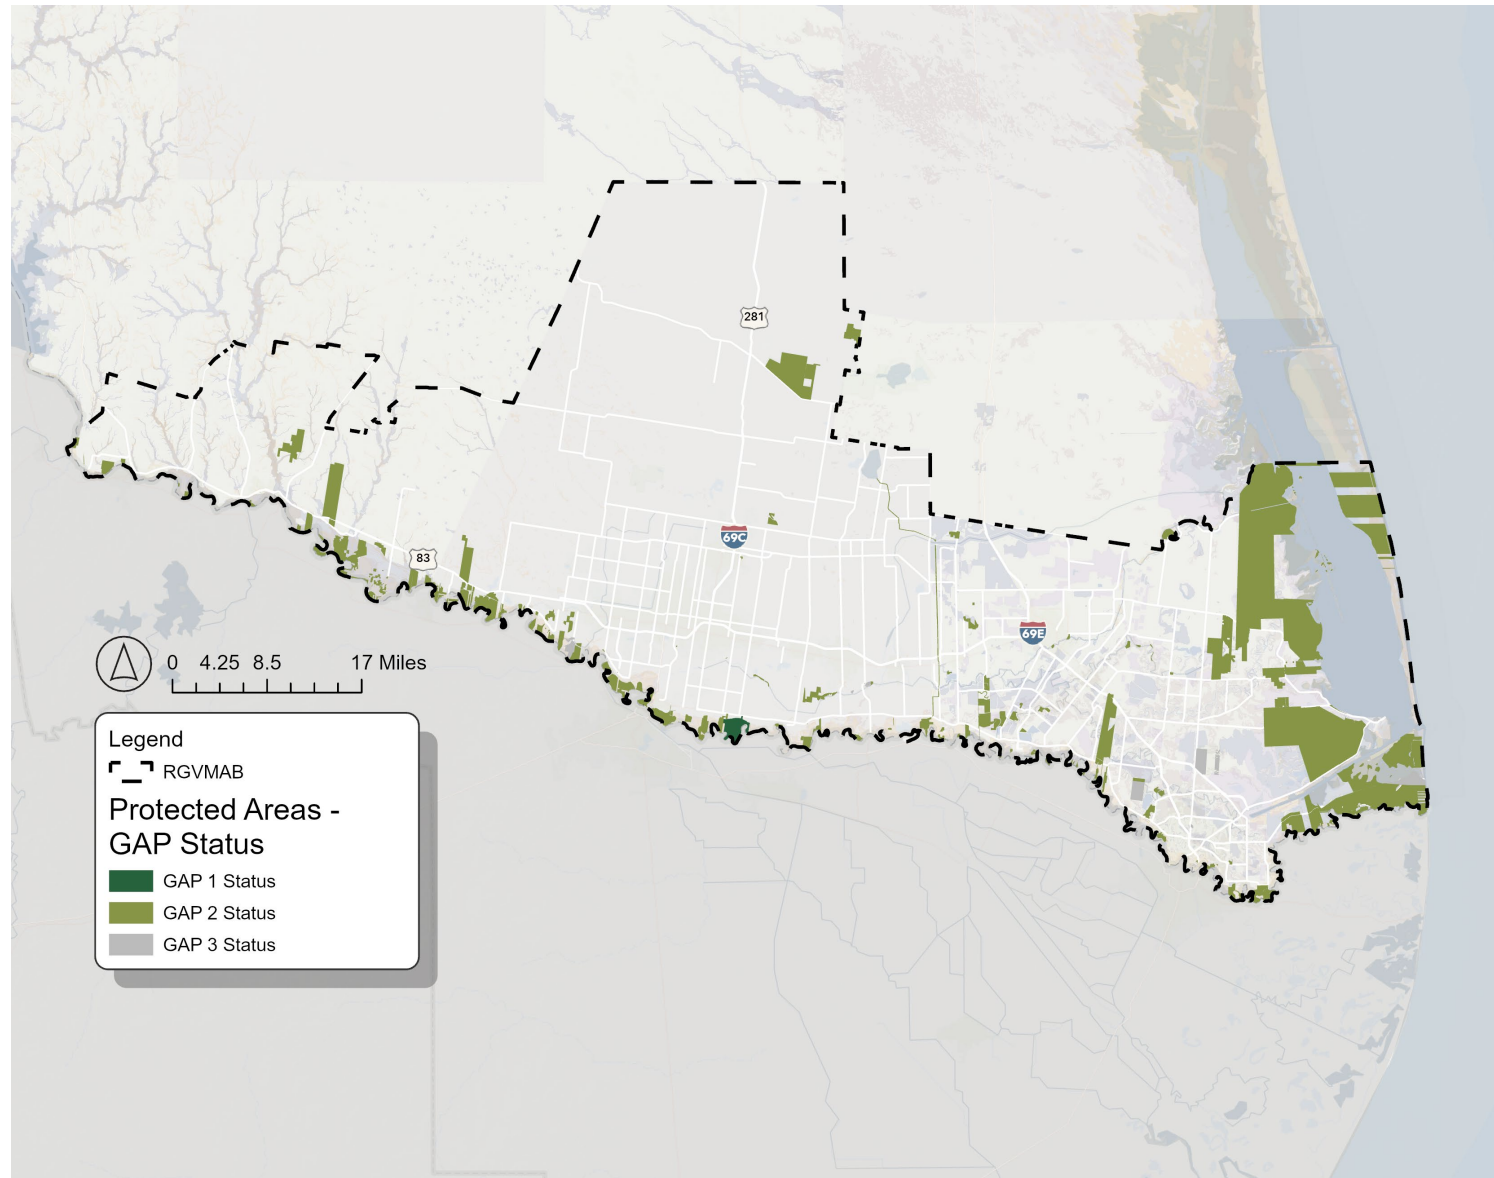 281
69C
83
69E
0 4.25 8.5 17 Miles
Legend
RGVMAB
Protected Areas -
GAP Status
GAP 1 Status
GAP 2 Status
GAP 3 Status